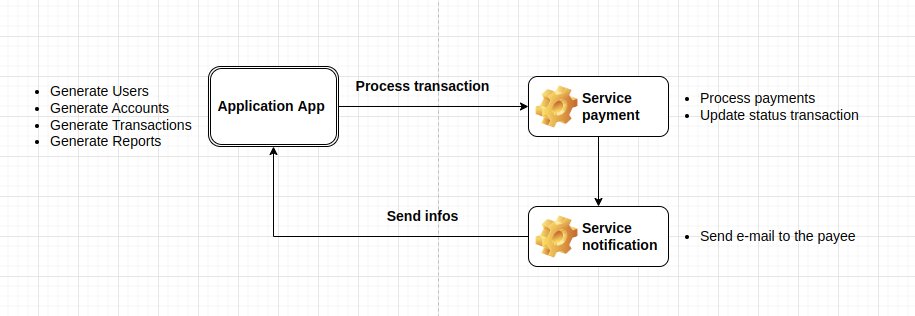 Process transaction
Generate Users
Generate Accounts
Generate Transactions
Generate Reports
Application App
Service
payment
Process payments
Update status transaction
Send infos
Service
notification
Send e-mail to the payee